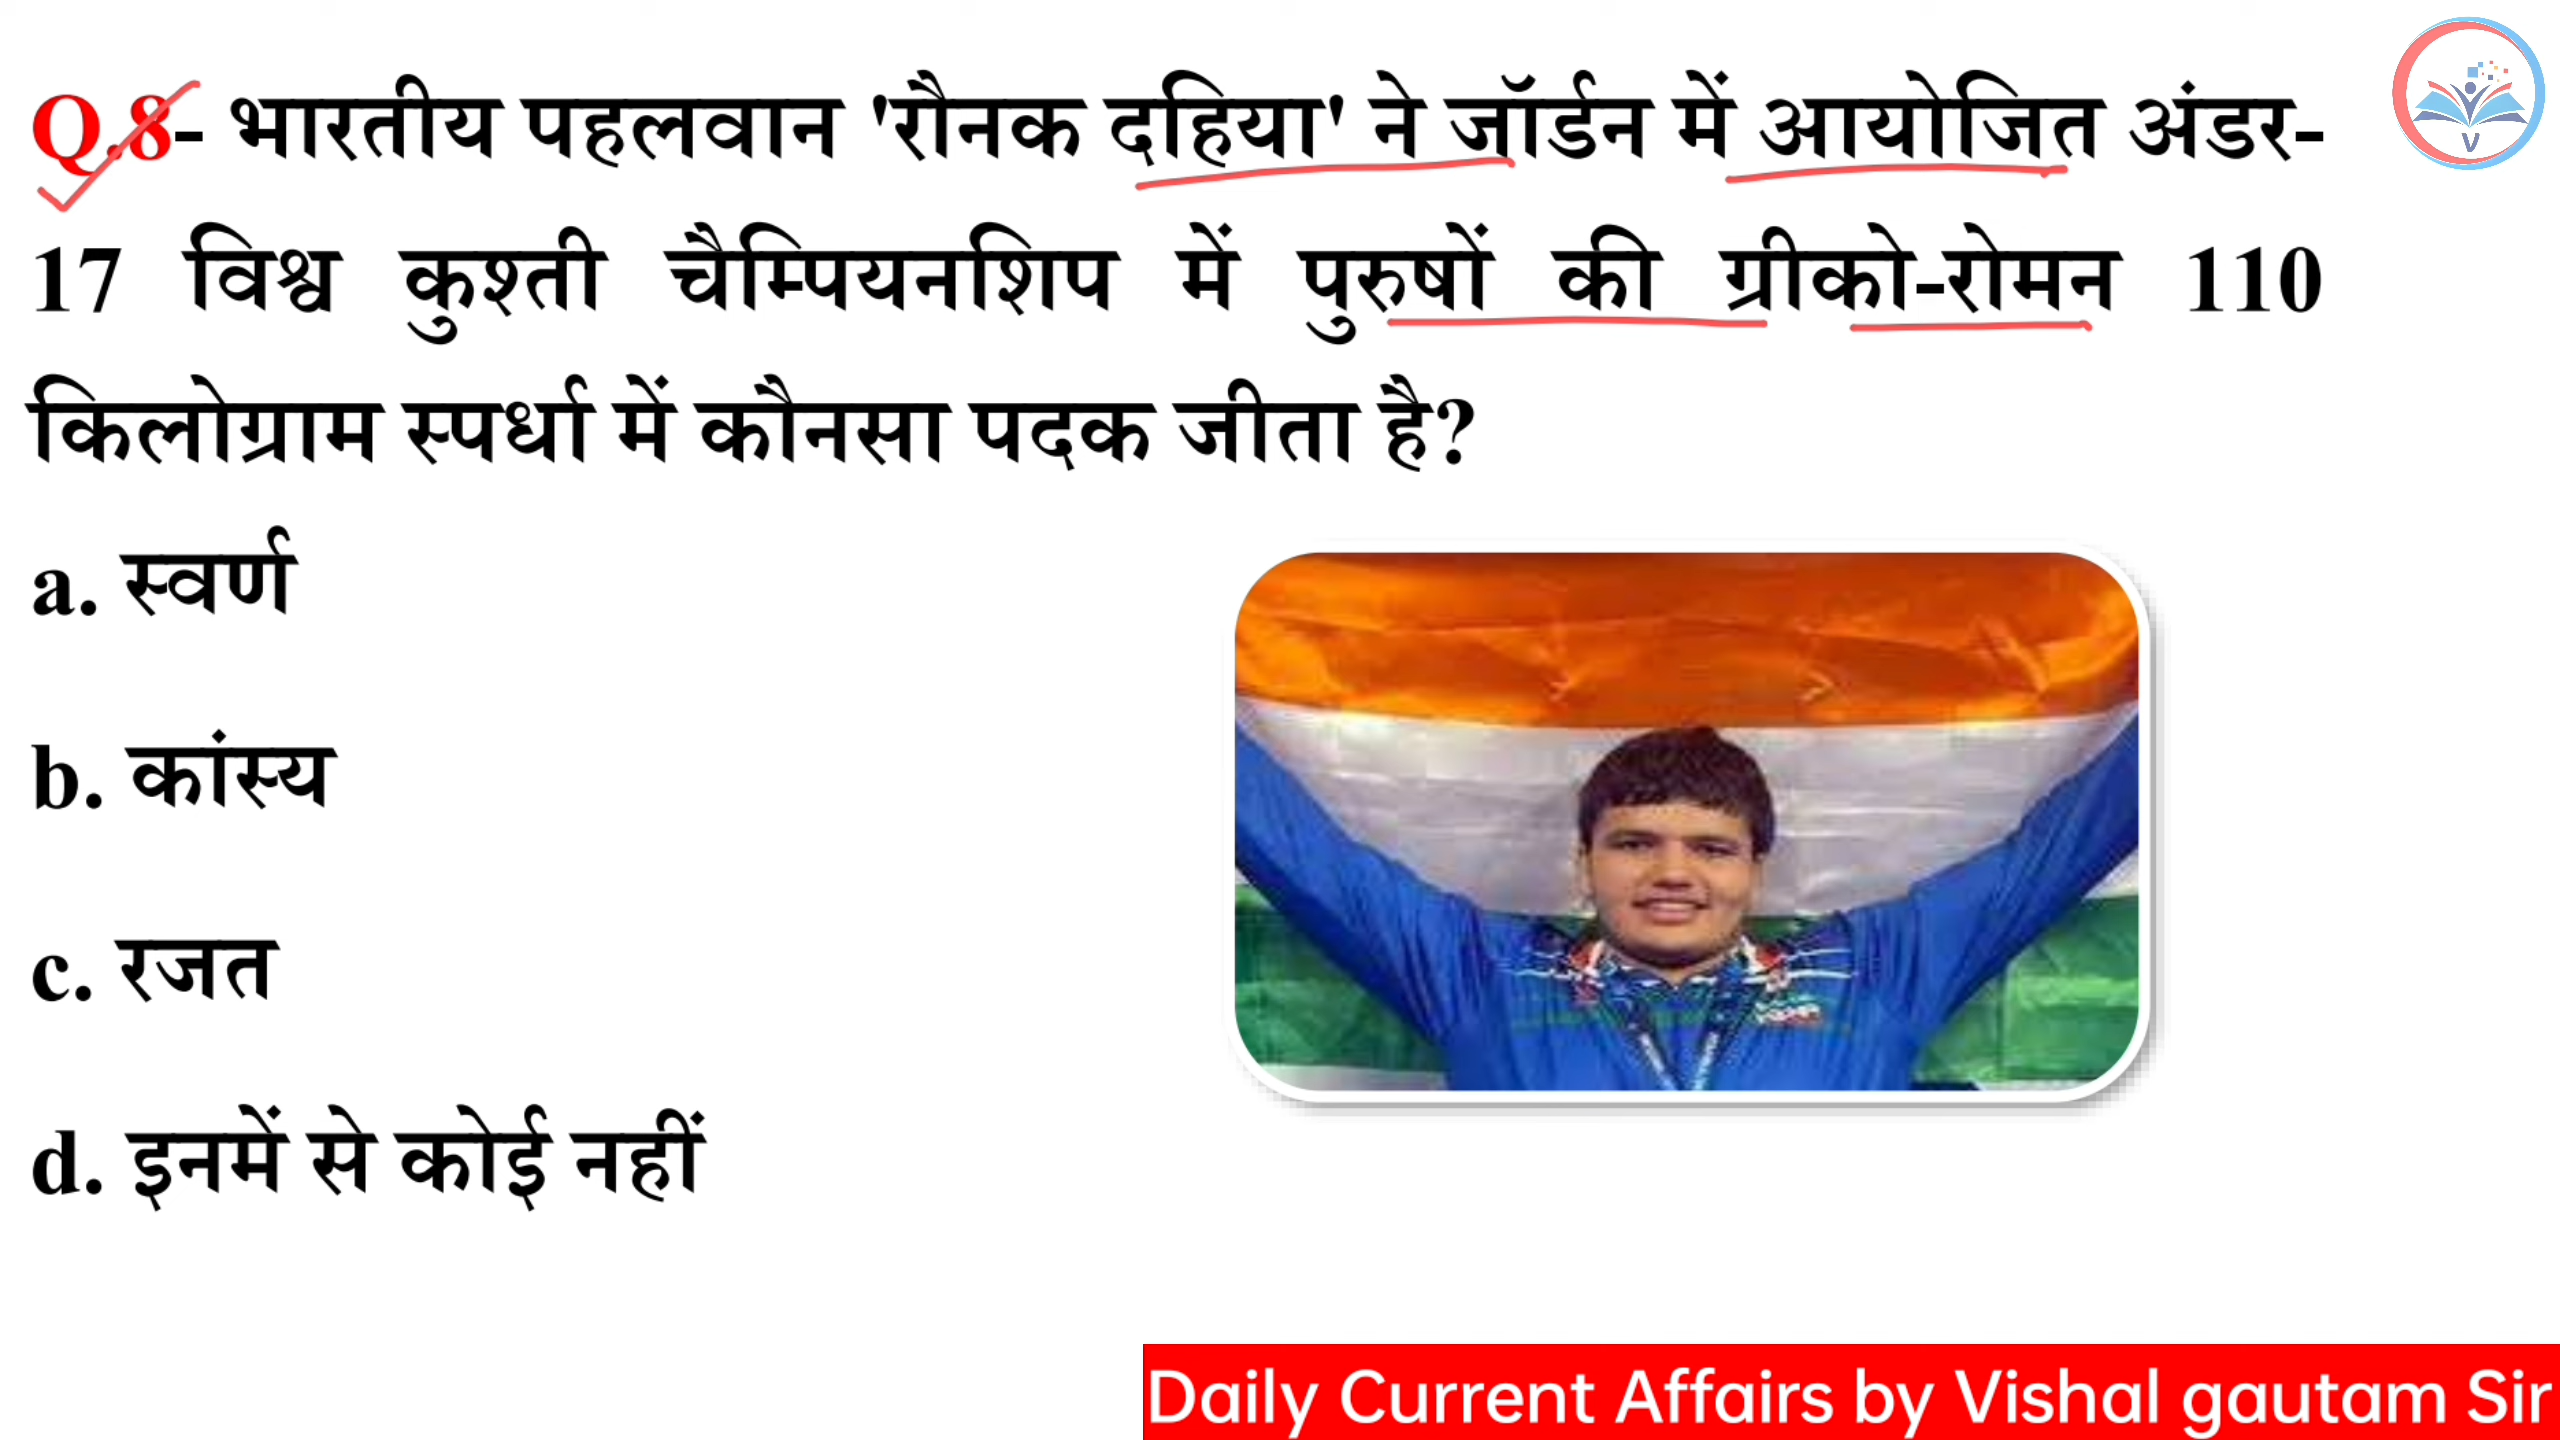 Q.8- भारतीय पहलवान 'रौनक दहिया' ने जॉर्डन में आयोजित अंडर-
17 विश्व कुश्ती चैम्पियनशिप में पुरुषों की ग्रीको-रोमन 110
किलोग्राम स्पर्धा में कौनसा पदक जीता है?
a. स्वर्ण
b. कांस्य
c. रजत
d. इनमें से कोई नहीं
V
Daily Current Affairs by Vishal gautam Sir